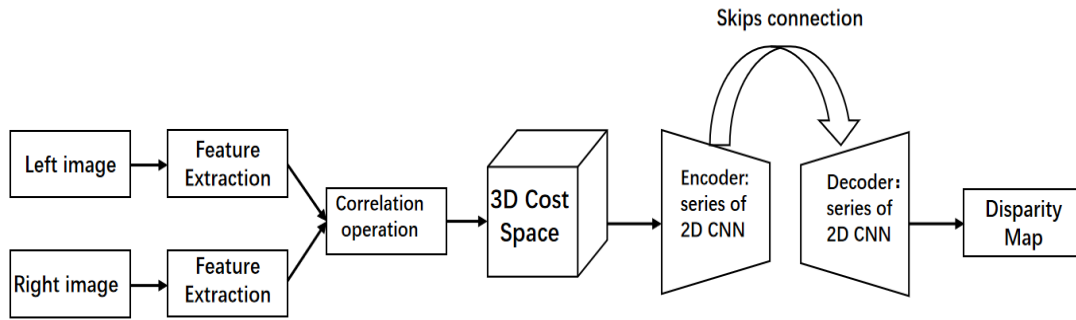 Skips connection
Left image
Feature
Extraction
Right image
Feature
Extraction
Correlation
operation
3D Cost
Space
Encoder:
series of
2D CNN
Decoder：
series of
2D CNN
Disparity
Map